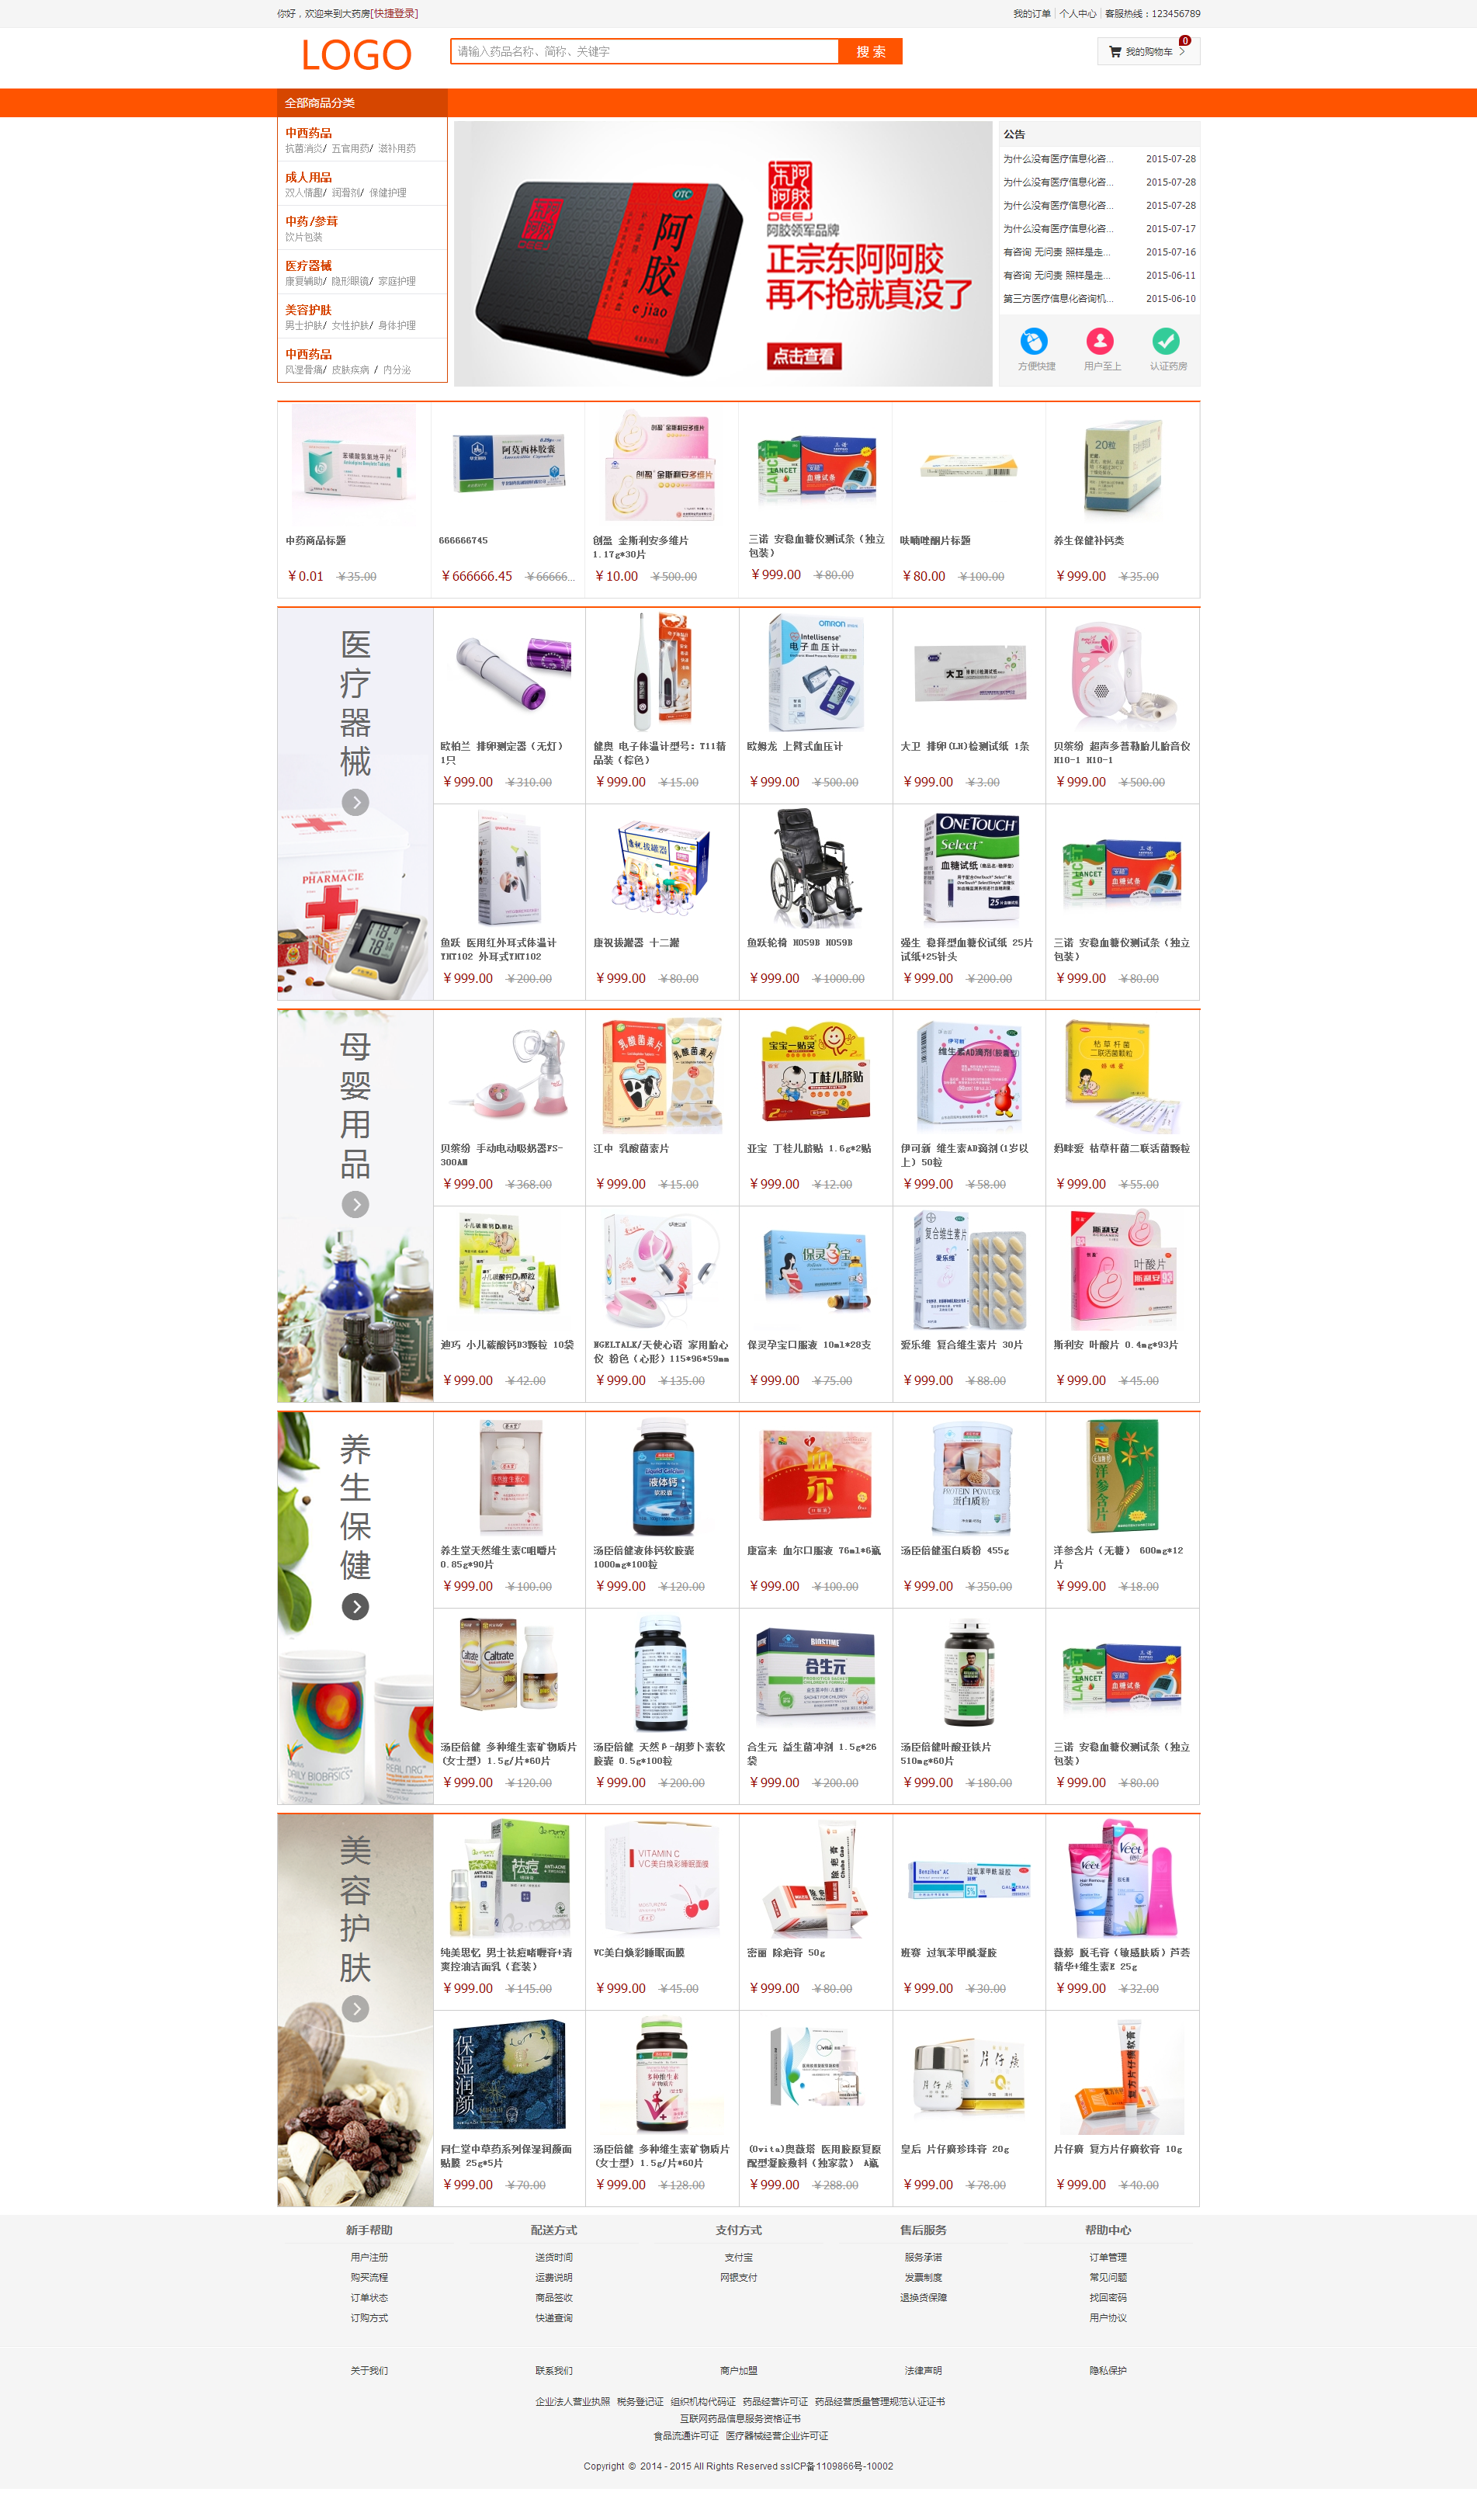 你好，欢迎来到大药房[快捷登录]
我的订单 个人中心 客服热线：123456789
LOGO
请输入药品名称、简称、关键字
搜 索
我的购物车
0
全部商品分类
中西药品
抗菌消炎/ 五官用药/ 滋补用药
成人用品
双人情趣/ 润滑剂/ 保健护理
中药/参茸
饮片包装
医疗器械
康复辅助/ 隐形眼镜/ 家庭护理
美容护肤
男士护肤/ 女性护肤/ 身体护理
中西药品
风湿骨痛/ 皮肤疾病 / 内分泌
OTC
阿胶
e jiao
东阿阿胶
DEEJ
阿胶领军品牌
正宗东阿阿胶
再不抢就真没了
点击查看
公告
为什么没有医疗信息化咨... 2015-07-28
为什么没有医疗信息化咨... 2015-07-28
为什么没有医疗信息化咨... 2015-07-28
为什么没有医疗信息化咨... 2015-07-17
有咨询 无问责 照样是走... 2015-07-16
有咨询 无问责 照样是走... 2015-06-11
第三方医疗信息化咨询机... 2015-06-10
方便快捷 用户至上 认证药房
中药商品标题
￥0.01 ￥35.00
666666745
￥666666.45 ￥66666...
创盈 金斯利安多维片
1.17g*30片
￥10.00 ￥500.00
三诺 安稳血糖仪测试条（独立
包装）
￥999.00 ￥80.00
呋喃唑酮片标题
￥80.00 ￥100.00
养生保健补钙类
￥999.00 ￥35.00
医疗器械
欧柏兰 排卵测定器（无灯）
1只
￥999.00 ￥310.00
健奥 电子体温计型号：T11精
品装（棕色）
￥999.00 ￥15.00
欧姆龙 上臂式血压计
￥999.00 ￥500.00
大卫 排卵(LH)检测试纸 1条
￥999.00 ￥3.00
贝缤纷 超声多普勒胎儿胎音仪
H10-1 H10-1
￥999.00 ￥500.00
鱼跃 医用红外耳式体温计
YHT102 外耳式YHT102
￥999.00 ￥200.00
康祝拔罐器 十二罐
￥999.00 ￥80.00
鱼跃轮椅 H059B H059B
￥999.00 ￥1000.00
强生 稳择型血糖仪试纸 25片
试纸+25针头
￥999.00 ￥200.00
三诺 安稳血糖仪测试条（独立
包装）
￥999.00 ￥80.00
母婴用品
贝缤纷 手动电动吸奶器FS-
300AM
￥999.00 ￥368.00
江中 乳酸菌素片
￥999.00 ￥15.00
亚宝 丁桂儿脐贴 1.6g*2贴
￥999.00 ￥12.00
伊可新 维生素AD滴剂(1岁以
上）50粒
￥999.00 ￥58.00
妈咪爱 枯草杆菌二联活菌颗粒
￥999.00 ￥55.00
迪巧 小儿碳酸钙D3颗粒 10袋
￥999.00 ￥42.00
NGELTALK/天使心语 家用胎心
仪 粉色（心形）115*96*59mm
￥999.00 ￥135.00
保灵孕宝口服液 10ml*28支
￥999.00 ￥75.00
爱乐维 复合维生素片 30片
￥999.00 ￥88.00
斯利安 叶酸片 0.4mg*93片
￥999.00 ￥45.00
养生保健
养生堂天然维生素C咀嚼片
0.85g*90片
￥999.00 ￥100.00
汤臣倍健液体钙软胶囊
1000mg*100粒
￥999.00 ￥120.00
康富来 血尔口服液 76ml*6瓶
￥999.00 ￥100.00
汤臣倍健蛋白质粉 455g
￥999.00 ￥350.00
洋参含片（无糖） 600mg*12
片
￥999.00 ￥18.00
汤臣倍健 多种维生素矿物质片
(女士型）1.5g/片*60片
￥999.00 ￥120.00
汤臣倍健 天然β-胡萝卜素软
胶囊 0.5g*100粒
￥999.00 ￥200.00
合生元 益生菌冲剂 1.5g*26
袋
￥999.00 ￥200.00
汤臣倍健叶酸亚铁片
510mg*60片
￥999.00 ￥180.00
三诺 安稳血糖仪测试条（独立
包装）
￥999.00 ￥80.00
美容护肤
纯美思忆 男士祛痘啫喱膏+清
爽控油洁面乳（套装）
￥999.00 ￥145.00
VC美白焕彩睡眠面膜
￥999.00 ￥45.00
密丽 除疤膏 50g
￥999.00 ￥80.00
班赛 过氧苯甲酰凝胶
￥999.00 ￥30.00
薇婷 脱毛膏（敏感肤质）芦荟
精华+维生素E 25g
￥999.00 ￥32.00
同仁堂中草药系列保湿润颜面
贴膜 25g*5片
￥999.00 ￥70.00
汤臣倍健 多种维生素矿物质片
(女士型）1.5g/片*60片
￥999.00 ￥128.00
(Ovita)奥薇塔 医用胶原复原
配型凝胶敷料（独家款） A瓶
￥999.00 ￥288.00
皇后 片仔癀珍珠膏 20g
￥999.00 ￥78.00
片仔癀 复方片仔癀软膏 10g
￥999.00 ￥40.00
新手帮助 配送方式 支付方式 售后服务 帮助中心
用户注册 送货时间 支付宝 服务承诺 订单管理
购买流程 运费说明 网银支付 发票制度 常见问题
订单状态 商品签收 退换货保障 找回密码
订购方式 快递查询 用户协议
关于我们 联系我们 商户加盟 法律声明 隐私保护
企业法人营业执照 税务登记证 组织机构代码证 药品经营许可证 药品经营质量管理规范认证证书
互联网药品信息服务资格证书
食品流通许可证 医疗器械经营企业许可证
Copyright © 2014 - 2015 All Rights Reserved ssICP备1109866号-10002